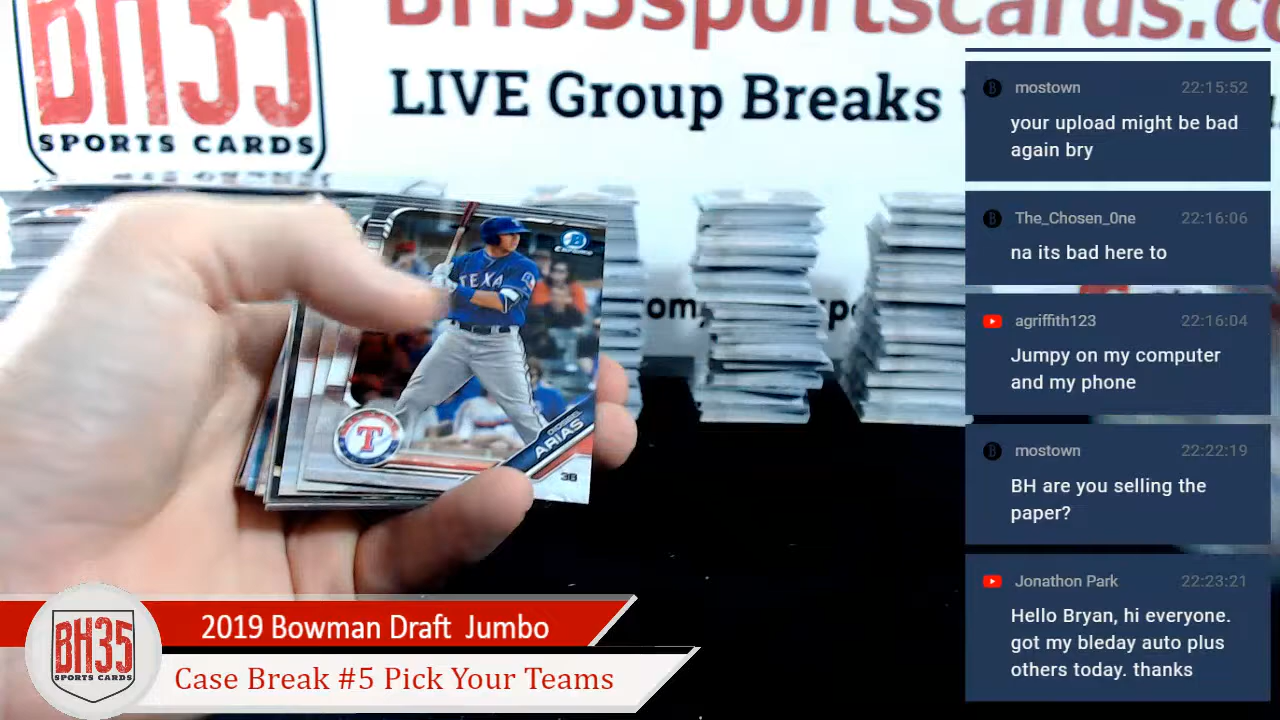 BH35sportscards.c
BH35
SPORTS CARDS
LIVE Group Breaks
com,
TEXA
T
ARIAS
3B
mostown 22:15:52
your upload might be bad
again bry
The_Chosen_0ne 22:16:06
na its bad here to
agriffith123 22:16:04
Jumpy on my computer
and my phone
mostown 22:22:19
BH are you selling the
paper?
Jonathon Park 22:23:21
Hello Bryan, hi everyone.
got my bleday auto plus
others today. thanks
BH35
SPORTS CARDS
2019 Bowman Draft Jumbo
Case Break #5 Pick Your Teams